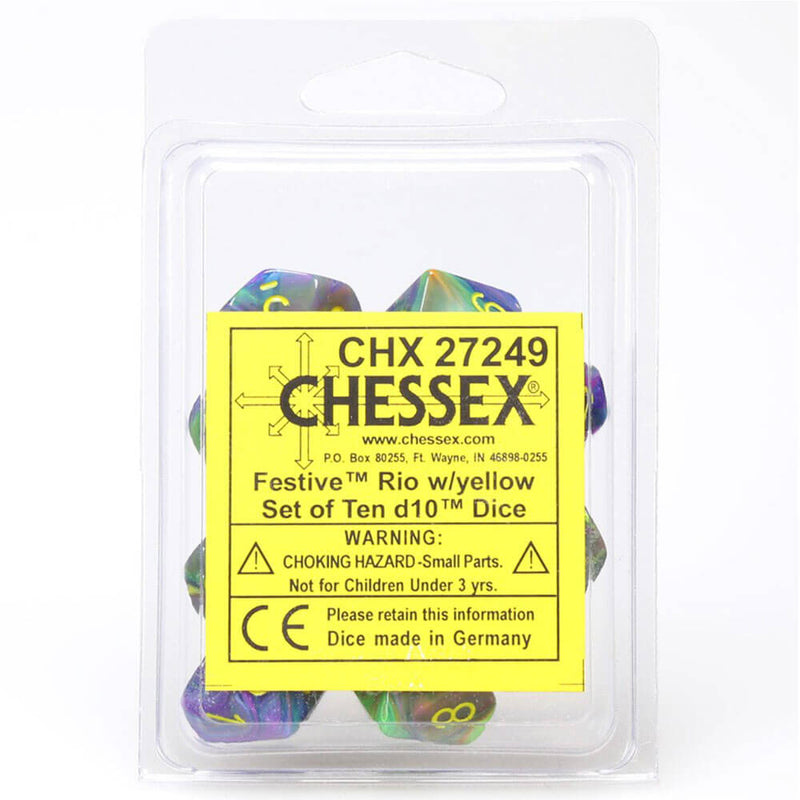 CHX 27249
CHESSEX®
www.chessex.com
P.O. Box 80255, Ft. Wayne, IN 46898-0255
Festive™ Rio w/yellow
Set of Ten d10™ Dice
WARNING:
CHOKING HAZARD-Small Parts.
Not for Children Under 3 yrs.
CE
Please retain this information
Dice made in Germany
8